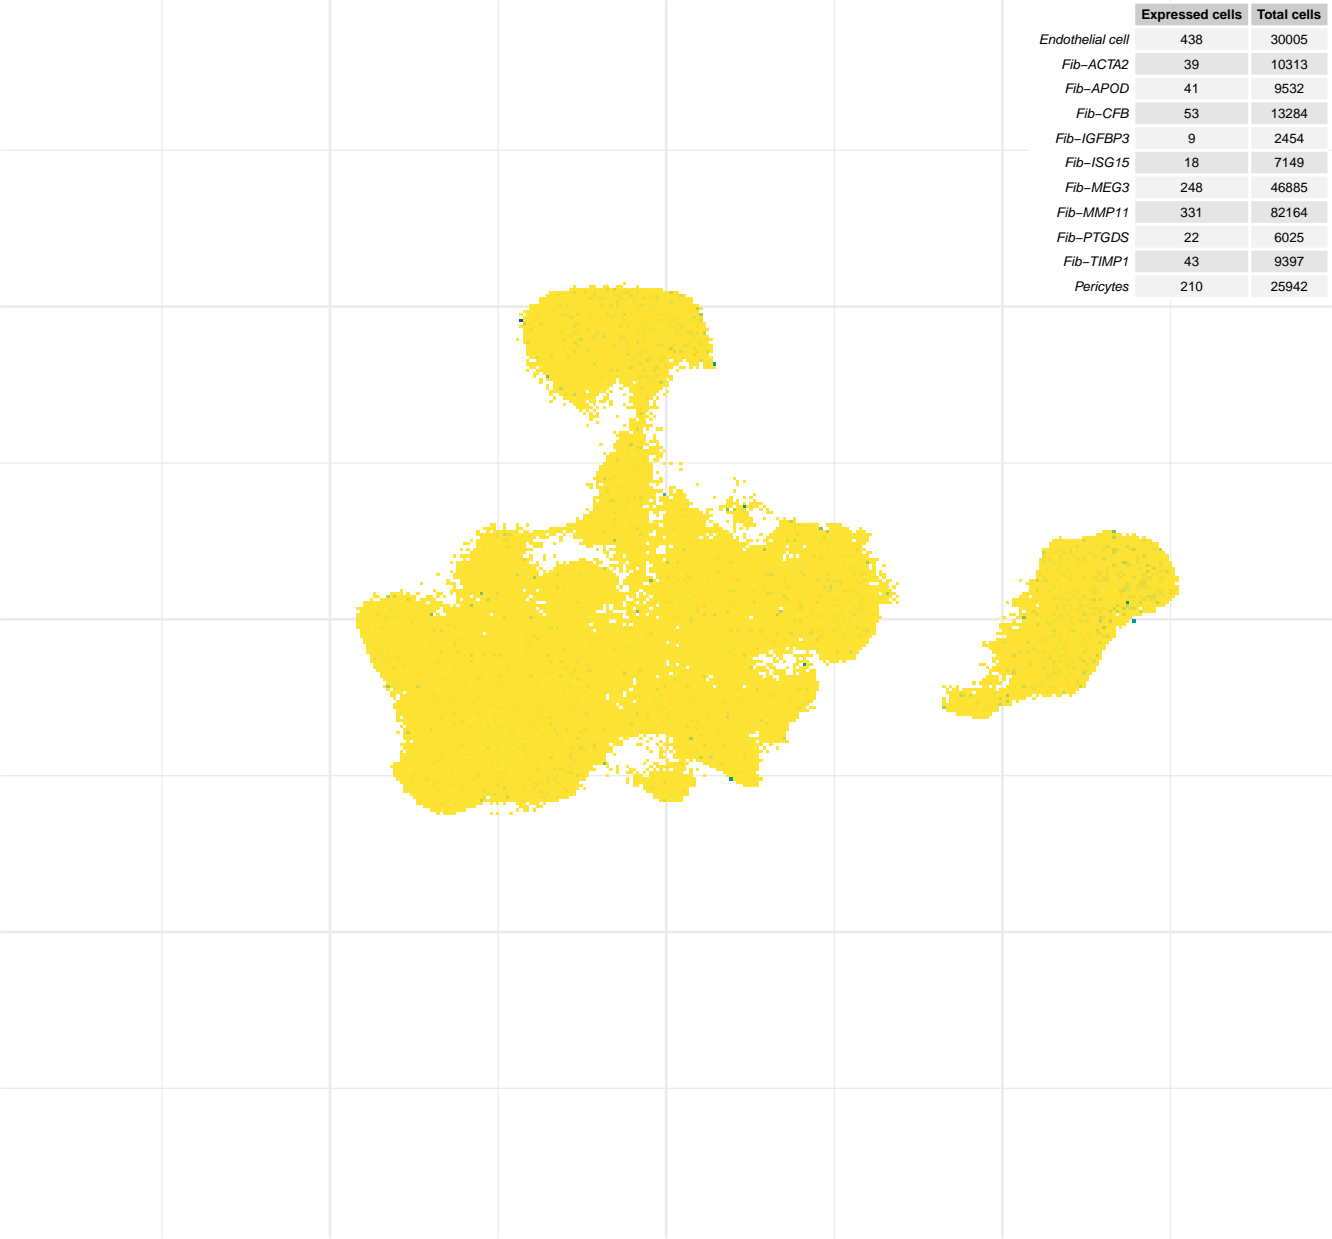 Expressed cells Total cells
Endothelial cell 438 30005
Fib−ACTA2 39 10313
Fib−APOD 41 9532
Fib−CFB 53 13284
Fib−IGFBP3 9 2454
Fib−ISG15 18 7149
Fib−MEG3 248 46885
Fib−MMP11 331 82164
Fib−PTGDS 22 6025
Fib−TIMP1 43 9397
Pericytes 210 25942